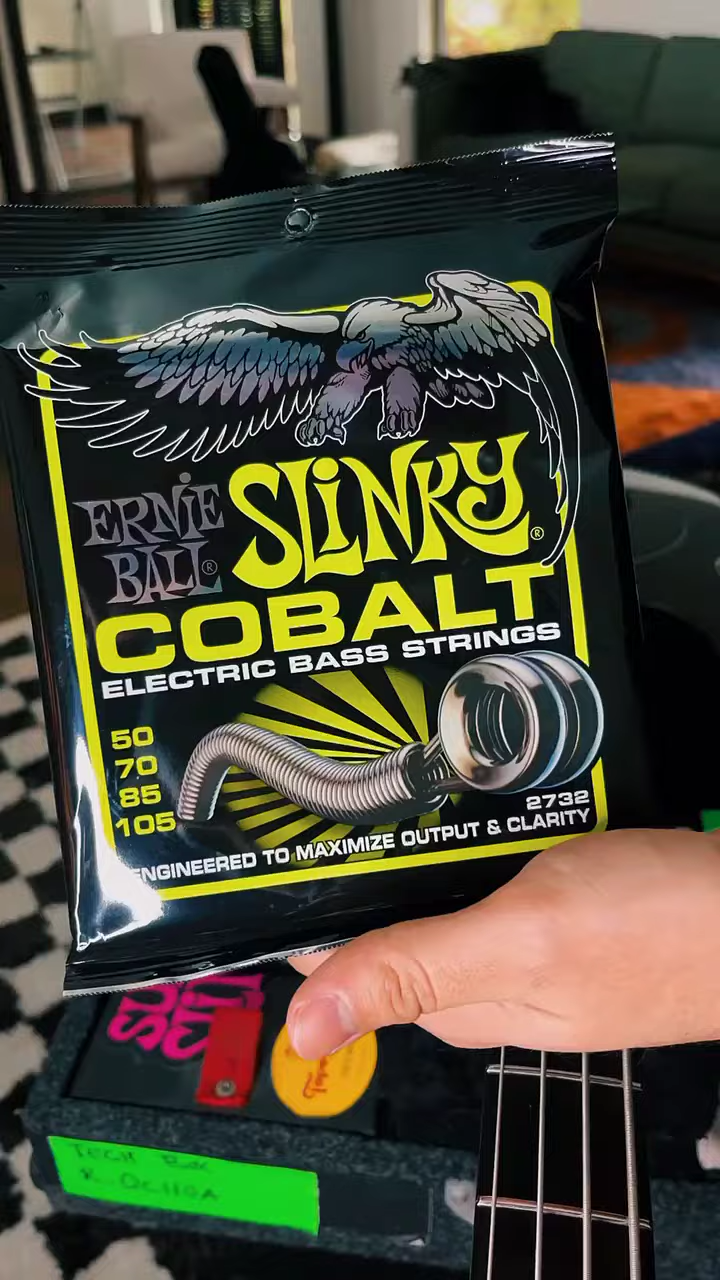 ERNIE
BALL®
SLINKY®
COBALT
ELECTRIC BASS STRINGS
50
70
85
105
2732
ENGINEERED TO MAXIMIZE OUTPUT & CLARITY
TECH
R. OCHOA